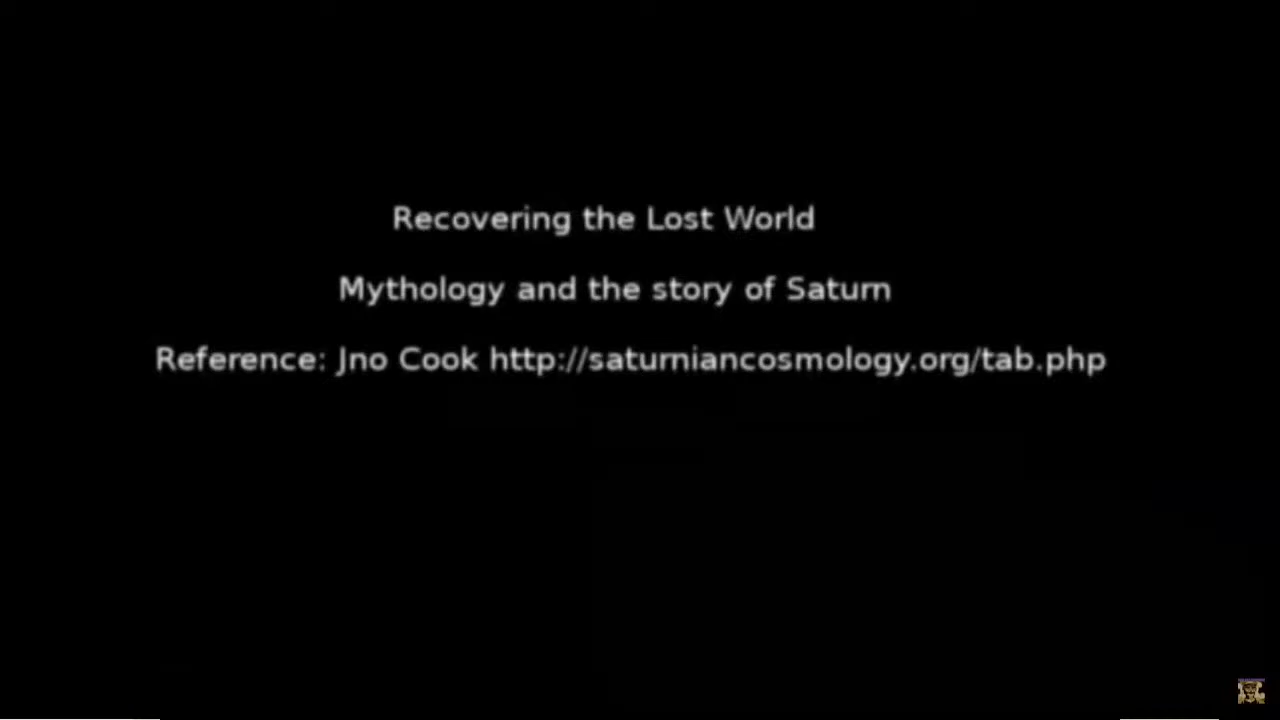 Recovering the Lost World
Mythology and the story of Saturn
Reference: Jno Cook http://saturniancosmology.org/tab.php